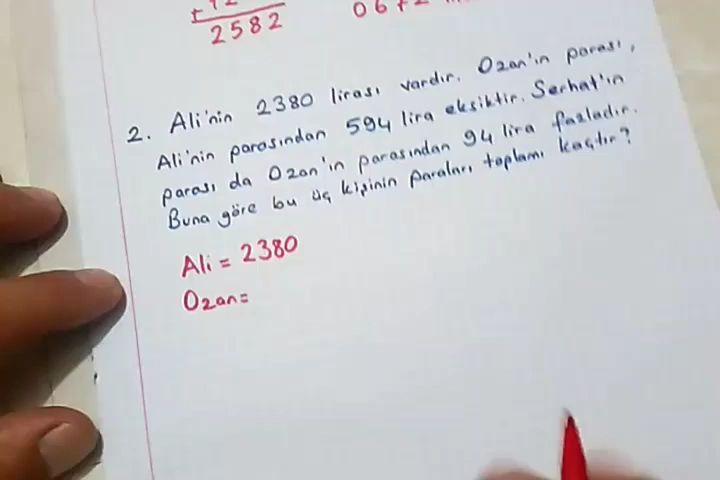 2582
2. Ali'nin 2380 lirası vardır. Ozan'ın parası,
Ali'nin parasından 594 lira eksiktir. Serhat'ın
parası da Ozan'ın parasından 94 lira fazladır.
Buna göre bu üç kişinin paraları toplamı kaçtır?
Ali = 2380
Ozan=